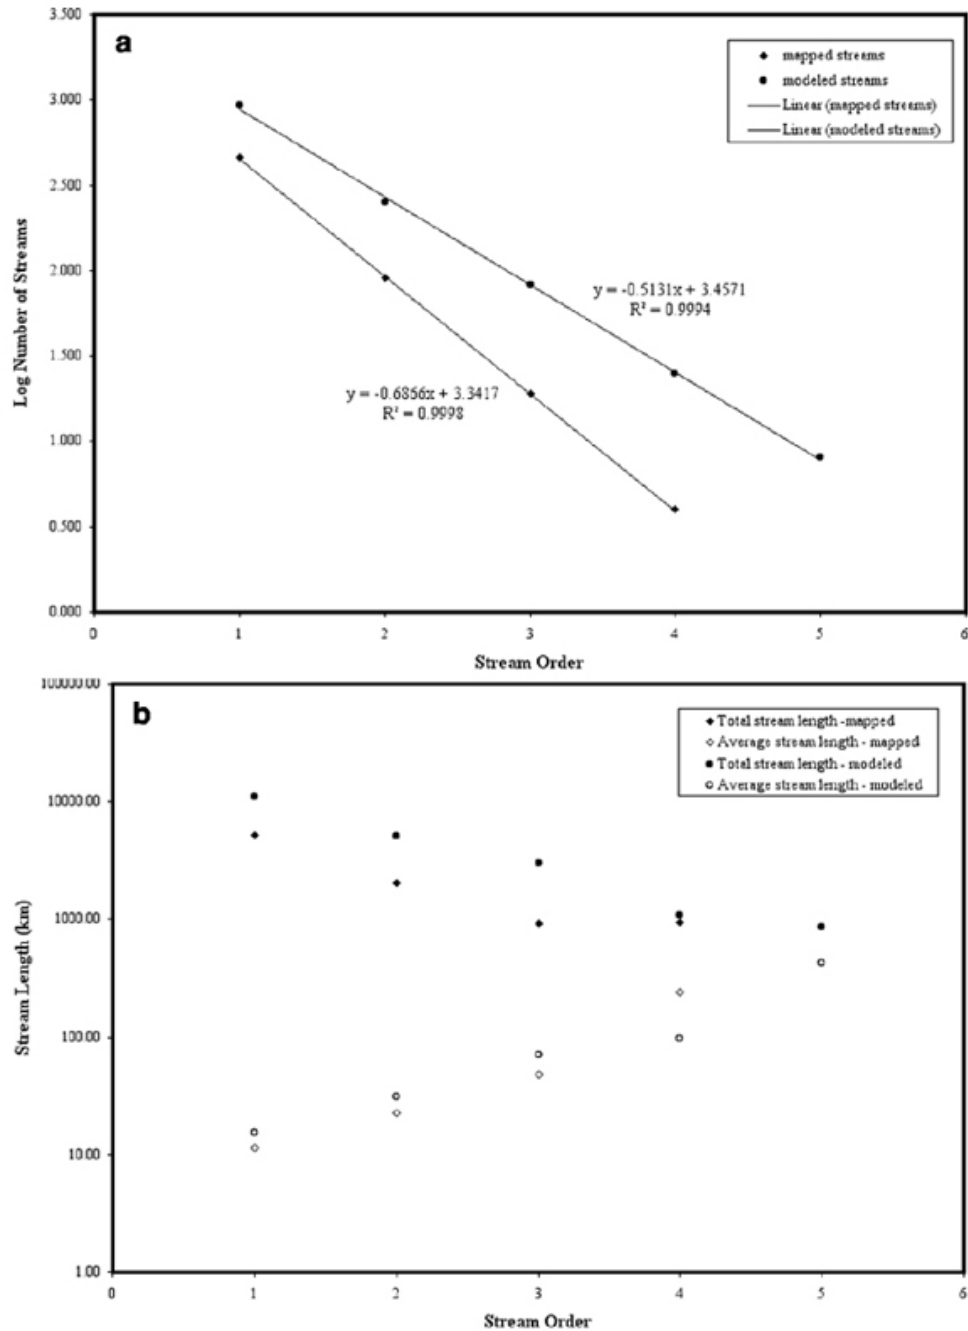 3.500
a
mapped streams
modeled streams
Linear (mapped streams)
Linear (modeled streams)
3.000
2.500
2.000
1.500
1.000
0.500
0.000
Log Number of Streams
y = -0.5131x + 3.4571
R² = 0.9994
y = -0.6866x + 3.3417
R² = 0.9998
0 1 2 3 4 5 6
Stream Order
100000.00
b
Total stream length -mapped
Average stream length - mapped
Total stream length - modeled
Average stream length - modeled
10000.00
1000.00
100.00
10.00
1.00
Stream Length (km)
0 1 2 3 4 5 6
Stream Order